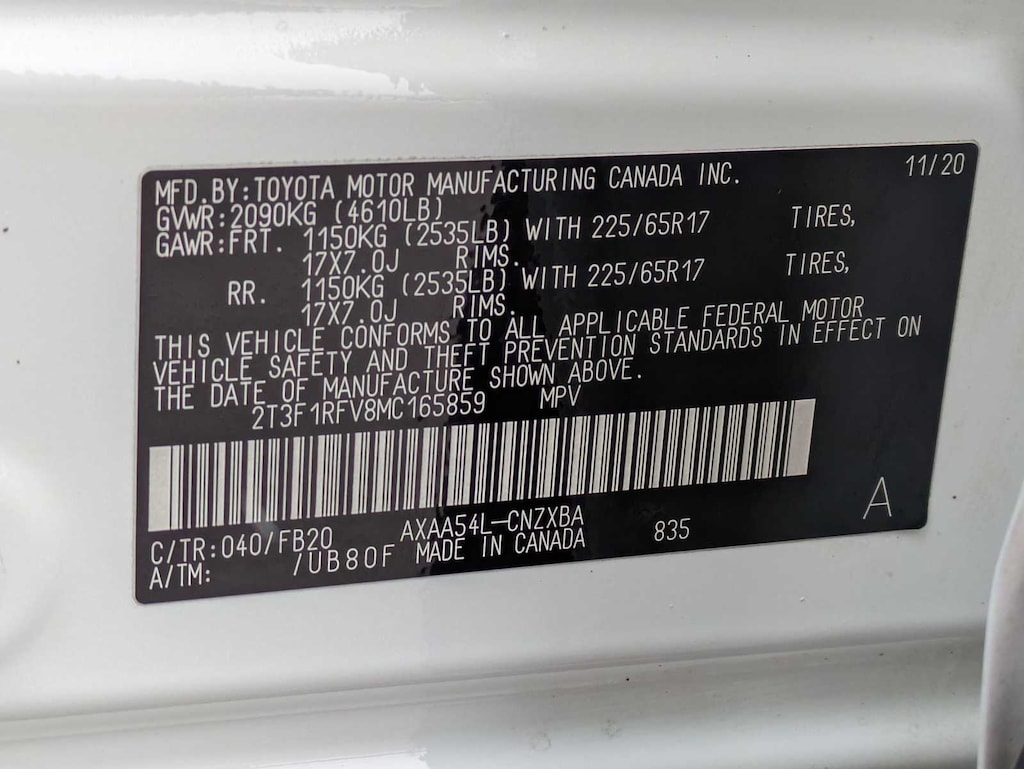 MFD.BY:TOYOTA MOTOR MANUFACTURING CANADA INC. 11/20
GVWR:2090KG (4610LB)
GAWR:FRT. 1150KG (2535LB) WITH 225/65R17 TIRES,
17X7.0J RIMS.
RR. 1150KG (2535LB) WITH 225/65R17 TIRES,
17X7.0J RIMS.
THIS VEHICLE CONFORMS TO ALL APPLICABLE FEDERAL MOTOR
VEHICLE SAFETY AND THEFT PREVENTION STANDARDS IN EFFECT ON
THE DATE OF MANUFACTURE SHOWN ABOVE.
2T3F1RFV8MC165859 MPV
A
C/TR:040/FB20 AXAA54L-CNZXBA 835
A/TM: /UB80F MADE IN CANADA